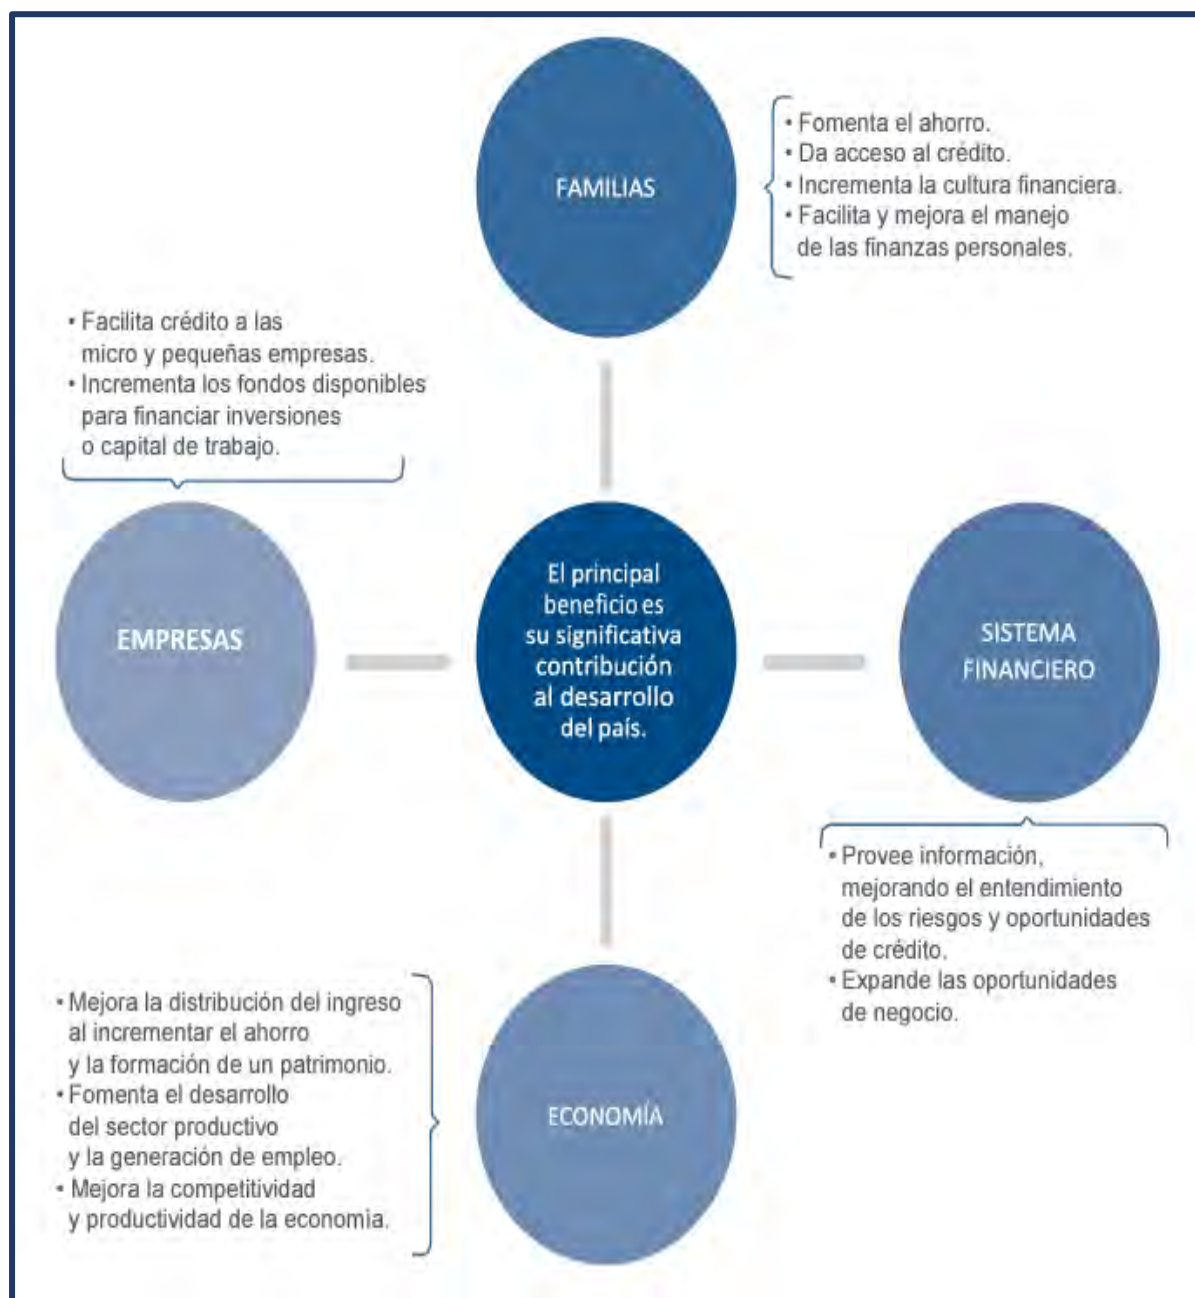 FAMILIAS
• Fomenta el ahorro.
• Da acceso al crédito.
• Incrementa la cultura financiera.
• Facilita y mejora el manejo
de las finanzas personales.
• Facilita crédito a las
micro y pequeñas empresas.
• Incrementa los fondos disponibles
para financiar inversiones
o capital de trabajo.
EMPRESAS
El principal
beneficio es
su significativa
contribución
al desarrollo
del país.
SISTEMA
FINANCIERO
• Provee información,
mejorando el entendimiento
de los riesgos y oportunidades
de crédito.
• Expande las oportunidades
de negocio.
• Mejora la distribución del ingreso
al incrementar el ahorro
y la formación de un patrimonio.
• Fomenta el desarrollo
del sector productivo
y la generación de empleo.
• Mejora la competitividad
y productividad de la economía.
ECONOMÍA